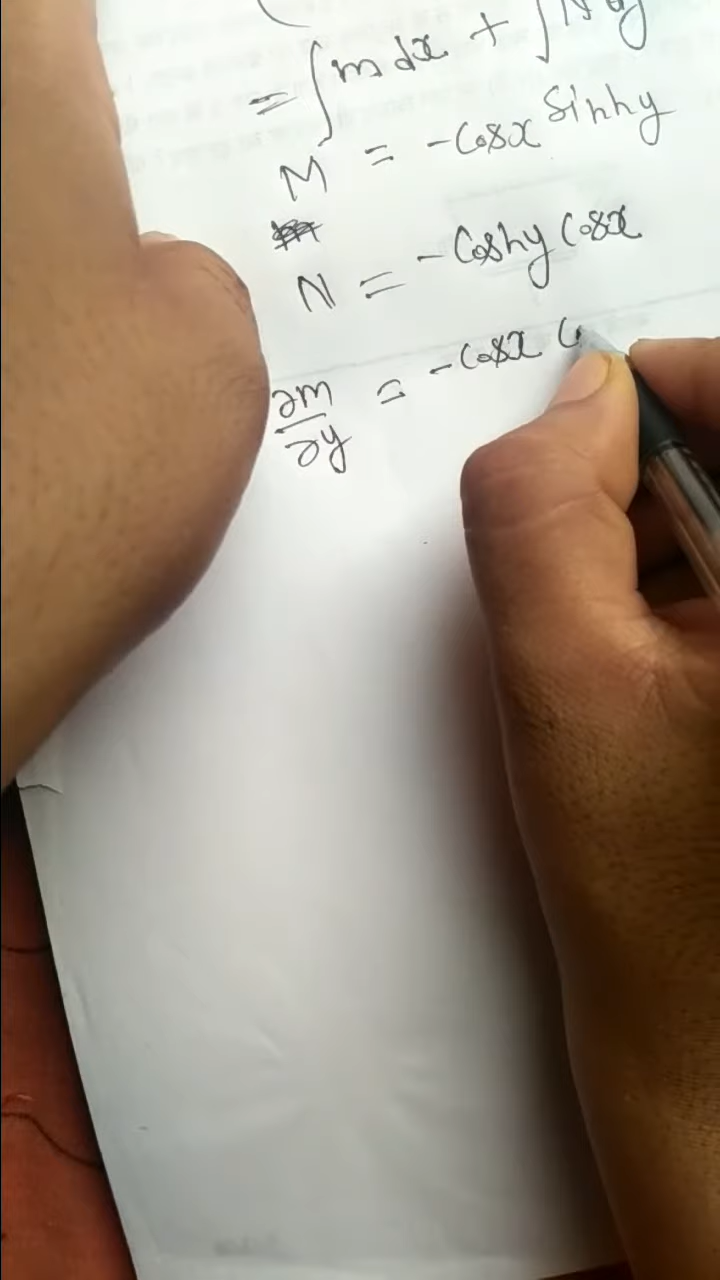 = ∫ m dx + ∫ N dy
M = -Cosx Sinhy
N = -Coshy Cosx
∂m/∂y = -Cosx C